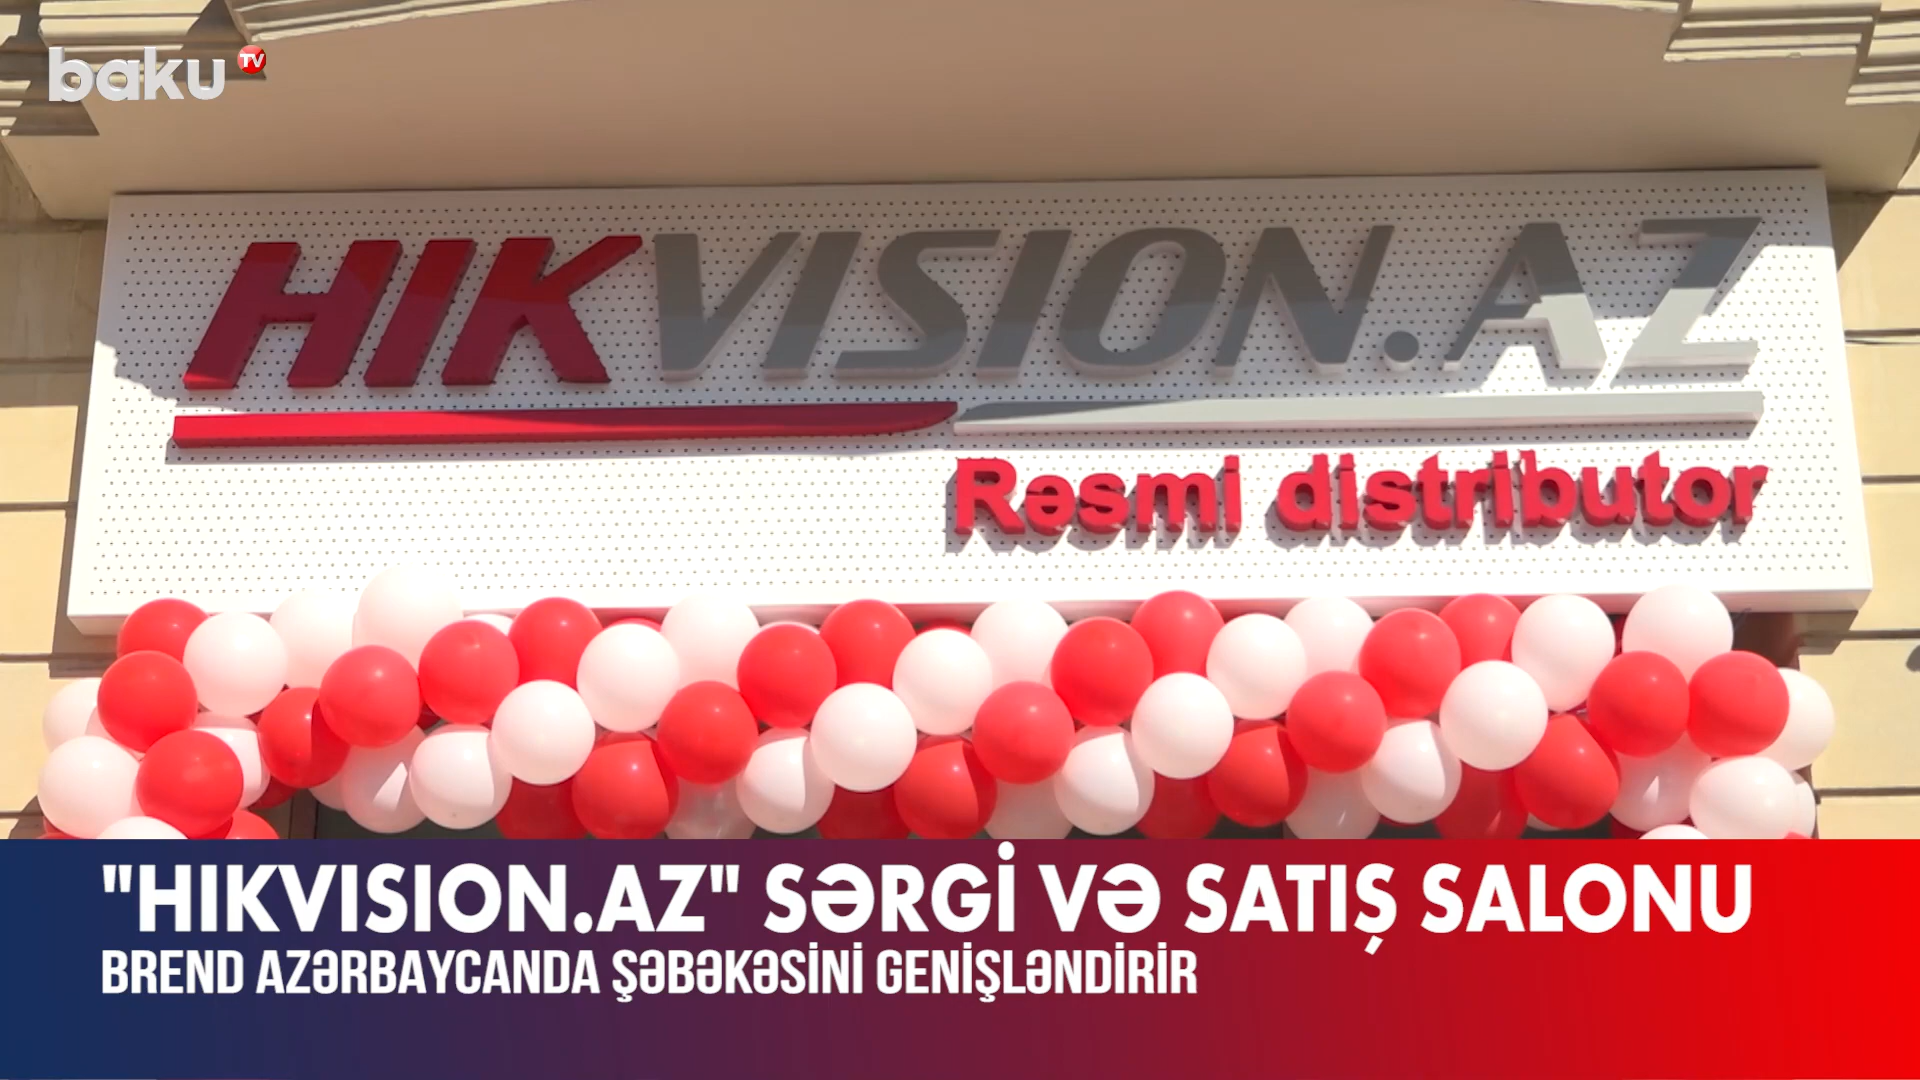 baku TV
HIKVISION.AZ
Rəsmi distributor
"HIKVISION.AZ" SƏRGİ VƏ SATIŞ SALONU
BREND AZƏRBAYCANDA ŞƏBƏKƏSİNİ GENİŞLƏNDİRİR